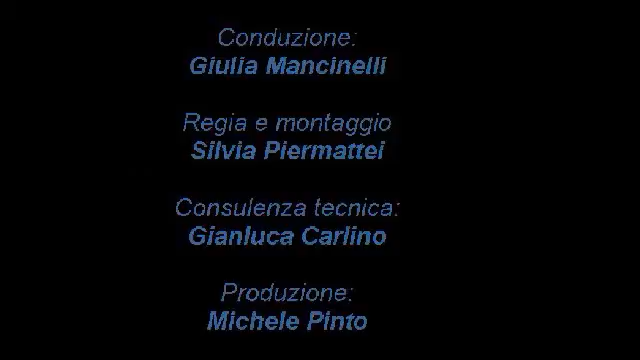 Conduzione:
Giulia Mancinelli
Regia e montaggio
Silvia Piermattei
Consulenza tecnica:
Gianluca Carlino
Produzione:
Michele Pinto